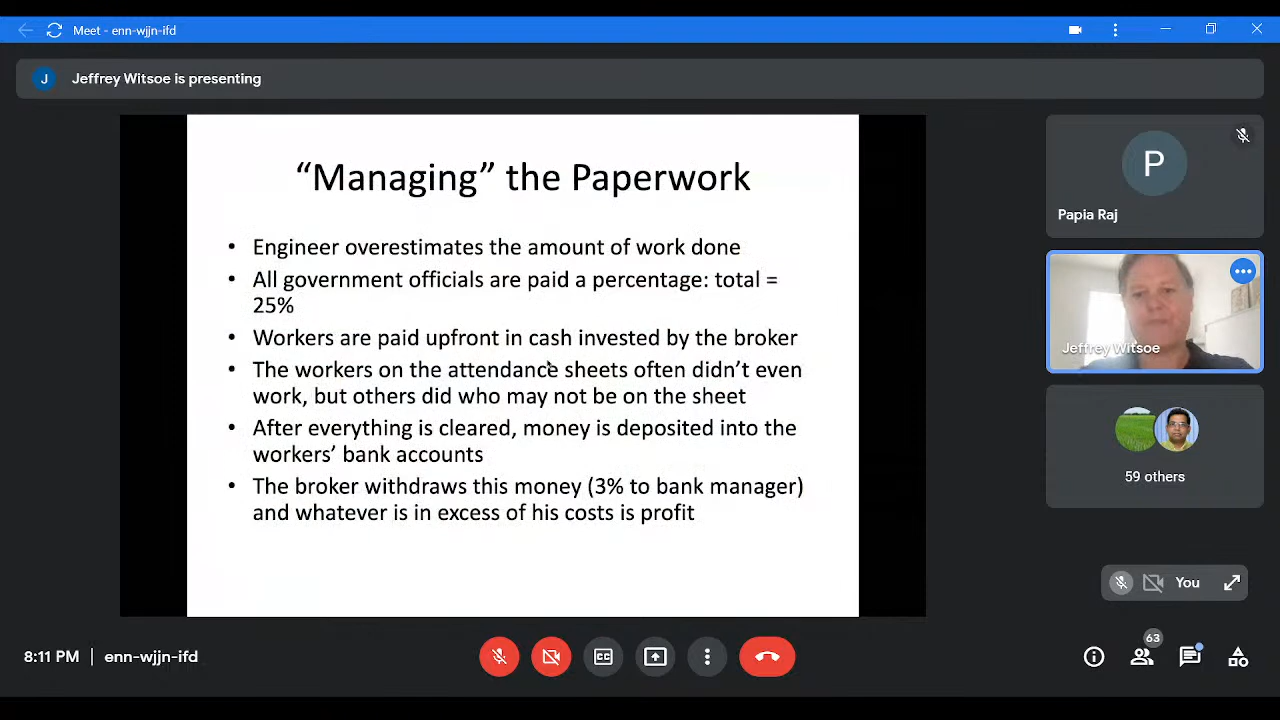 Meet - enn-wjjn-ifd
J Jeffrey Witsoe is presenting
“Managing” the Paperwork
• Engineer overestimates the amount of work done
• All government officials are paid a percentage: total =
25%
• Workers are paid upfront in cash invested by the broker
• The workers on the attendance sheets often didn’t even
work, but others did who may not be on the sheet
• After everything is cleared, money is deposited into the
workers’ bank accounts
• The broker withdraws this money (3% to bank manager)
and whatever is in excess of his costs is profit
P
Papia Raj
Jeffrey Witsoe
59 others
You
8:11 PM | enn-wjjn-ifd
CC
63